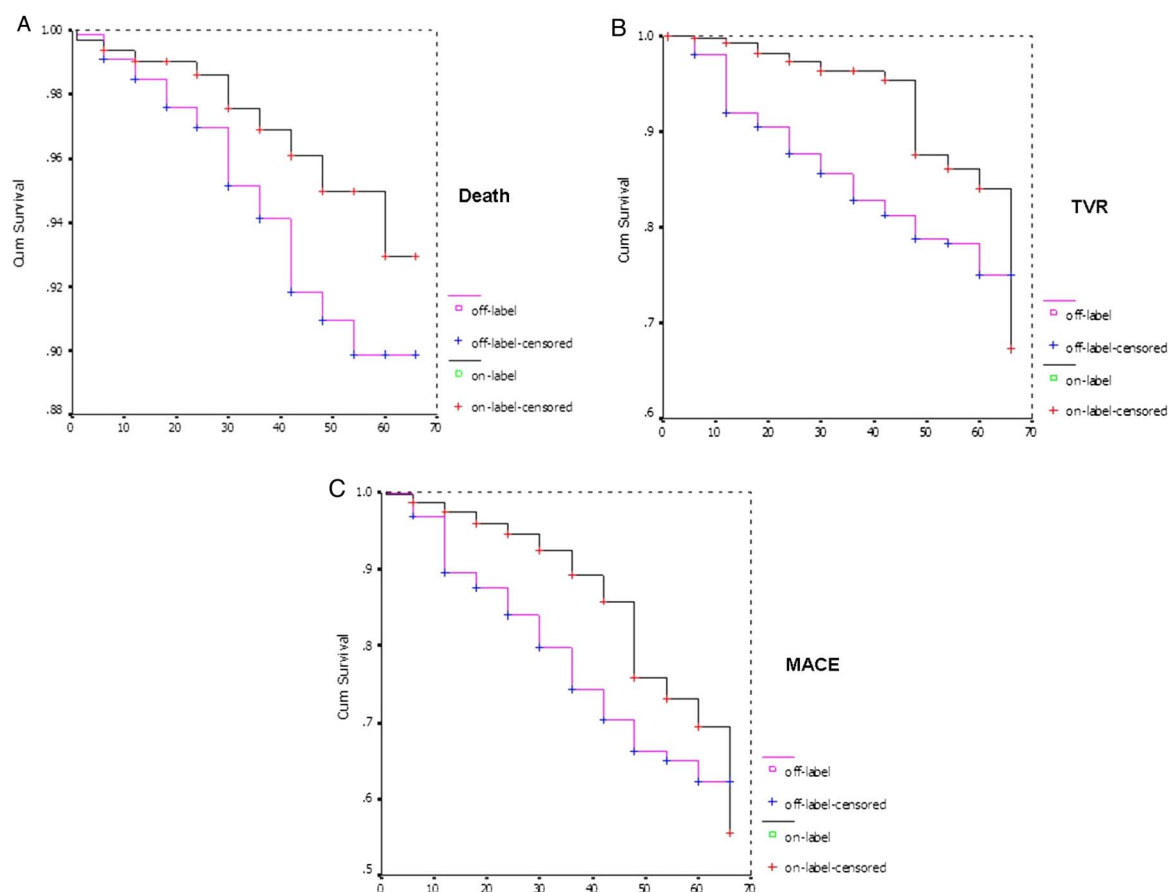 A
1.00
.98
.96
.94
.92
.90
.88
Cum Survival
0 10 20 30 40 50 60 70
Death
off-label
off-label-censored
on-label
on-label-censored
B
1.0
.9
.8
.7
.6
Cum Survival
0 10 20 30 40 50 60 70
TVR
off-label
off-label-censored
on-label
on-label-censored
C
1.0
.9
.8
.7
.6
.5
Cum Survival
0 10 20 30 40 50 60 70
MACE
off-label
off-label-censored
on-label
on-label-censored